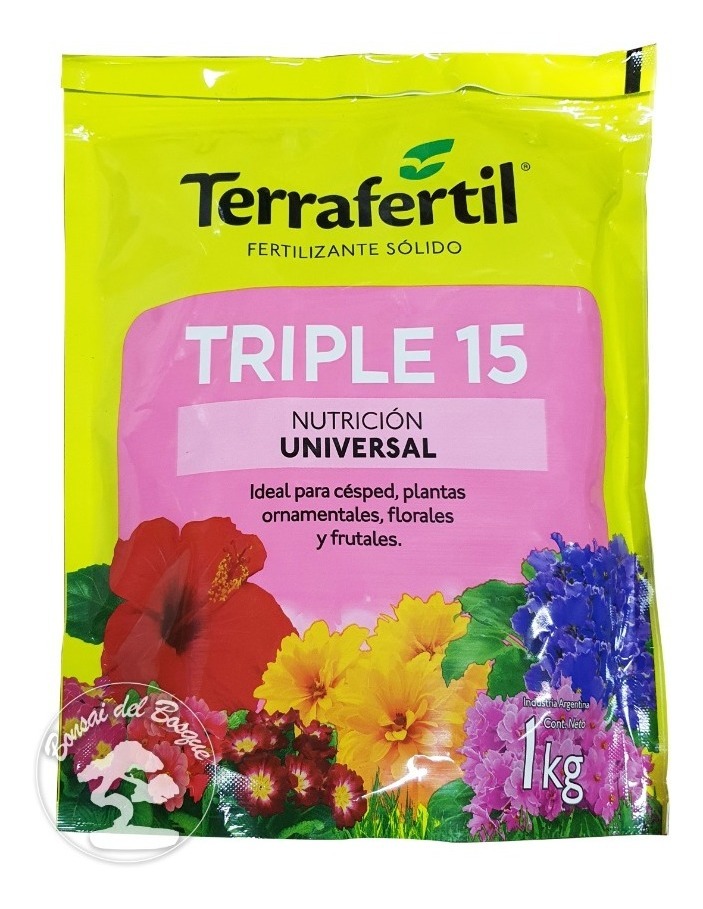 Terrafertil®
FERTILIZANTE SÓLIDO
TRIPLE 15
NUTRICIÓN
UNIVERSAL
Ideal para césped, plantas
ornamentales, florales
y frutales.
Industria Argentina
Cont. Neto
1kg
Bonsai del Bosque